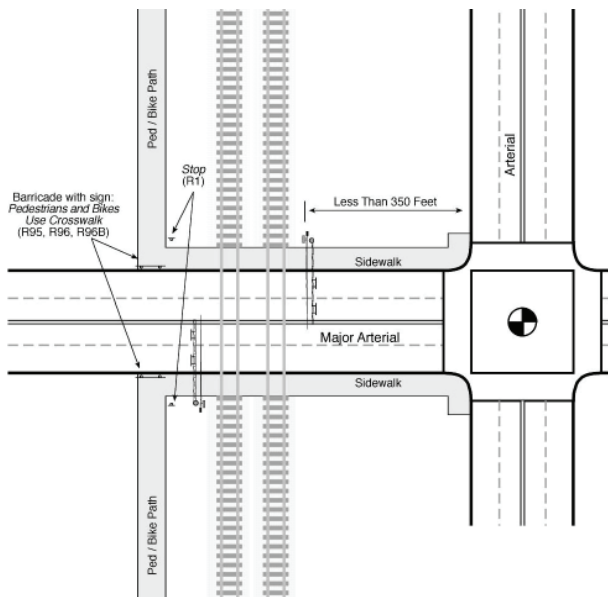 Ped / Bike Path
Arterial
Stop
(R1)
Less Than 350 Feet
Barricade with sign:
Pedestrians and Bikes
Use Crosswalk
(R95, R96, R96B)
Sidewalk
Major Arterial
Sidewalk
Ped / Bike Path